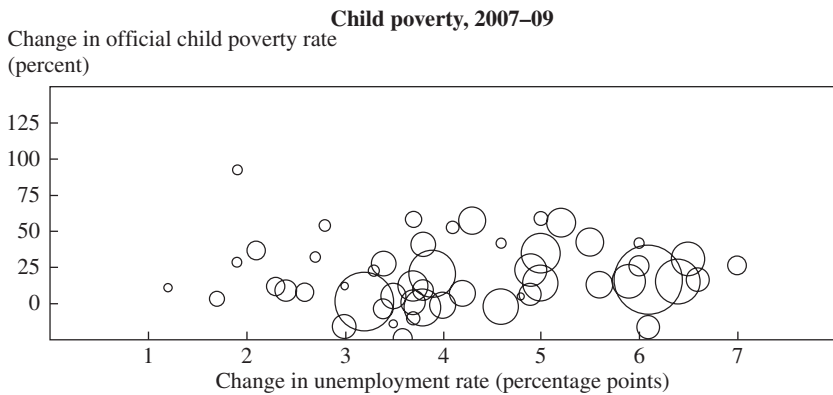 Child poverty, 2007–09
Change in official child poverty rate
(percent)
125
100
75
50
25
0
1 2 3 4 5 6 7
Change in unemployment rate (percentage points)